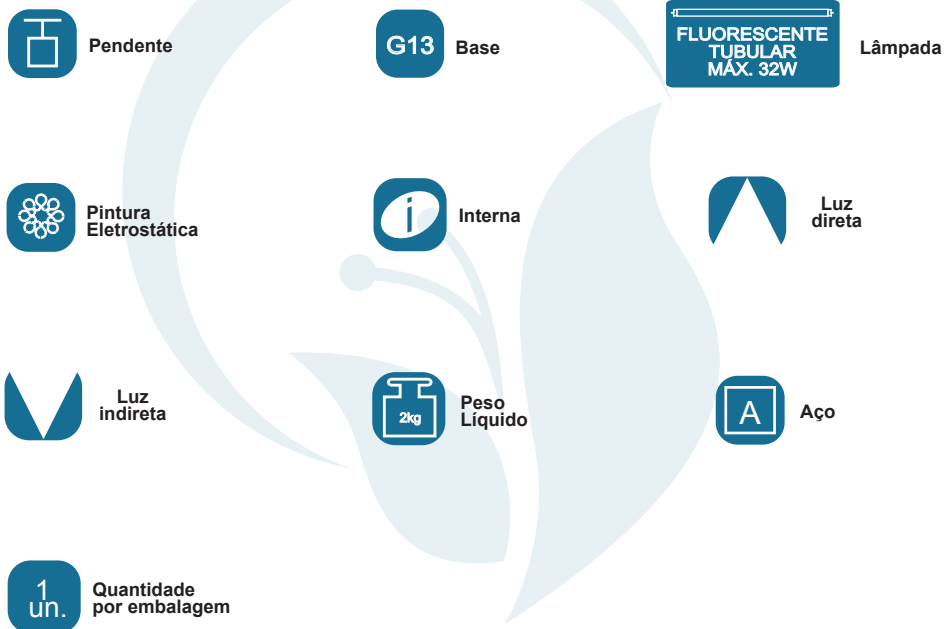 Pendente
G13
Base
FLUORESCENTE
TUBULAR
MÁX. 32W
Lâmpada
Pintura
Eletrostática
i
Interna
Luz
direta
Luz
indireta
2kg
Peso
Líquido
A
Aço
1
un.
Quantidade
por embalagem